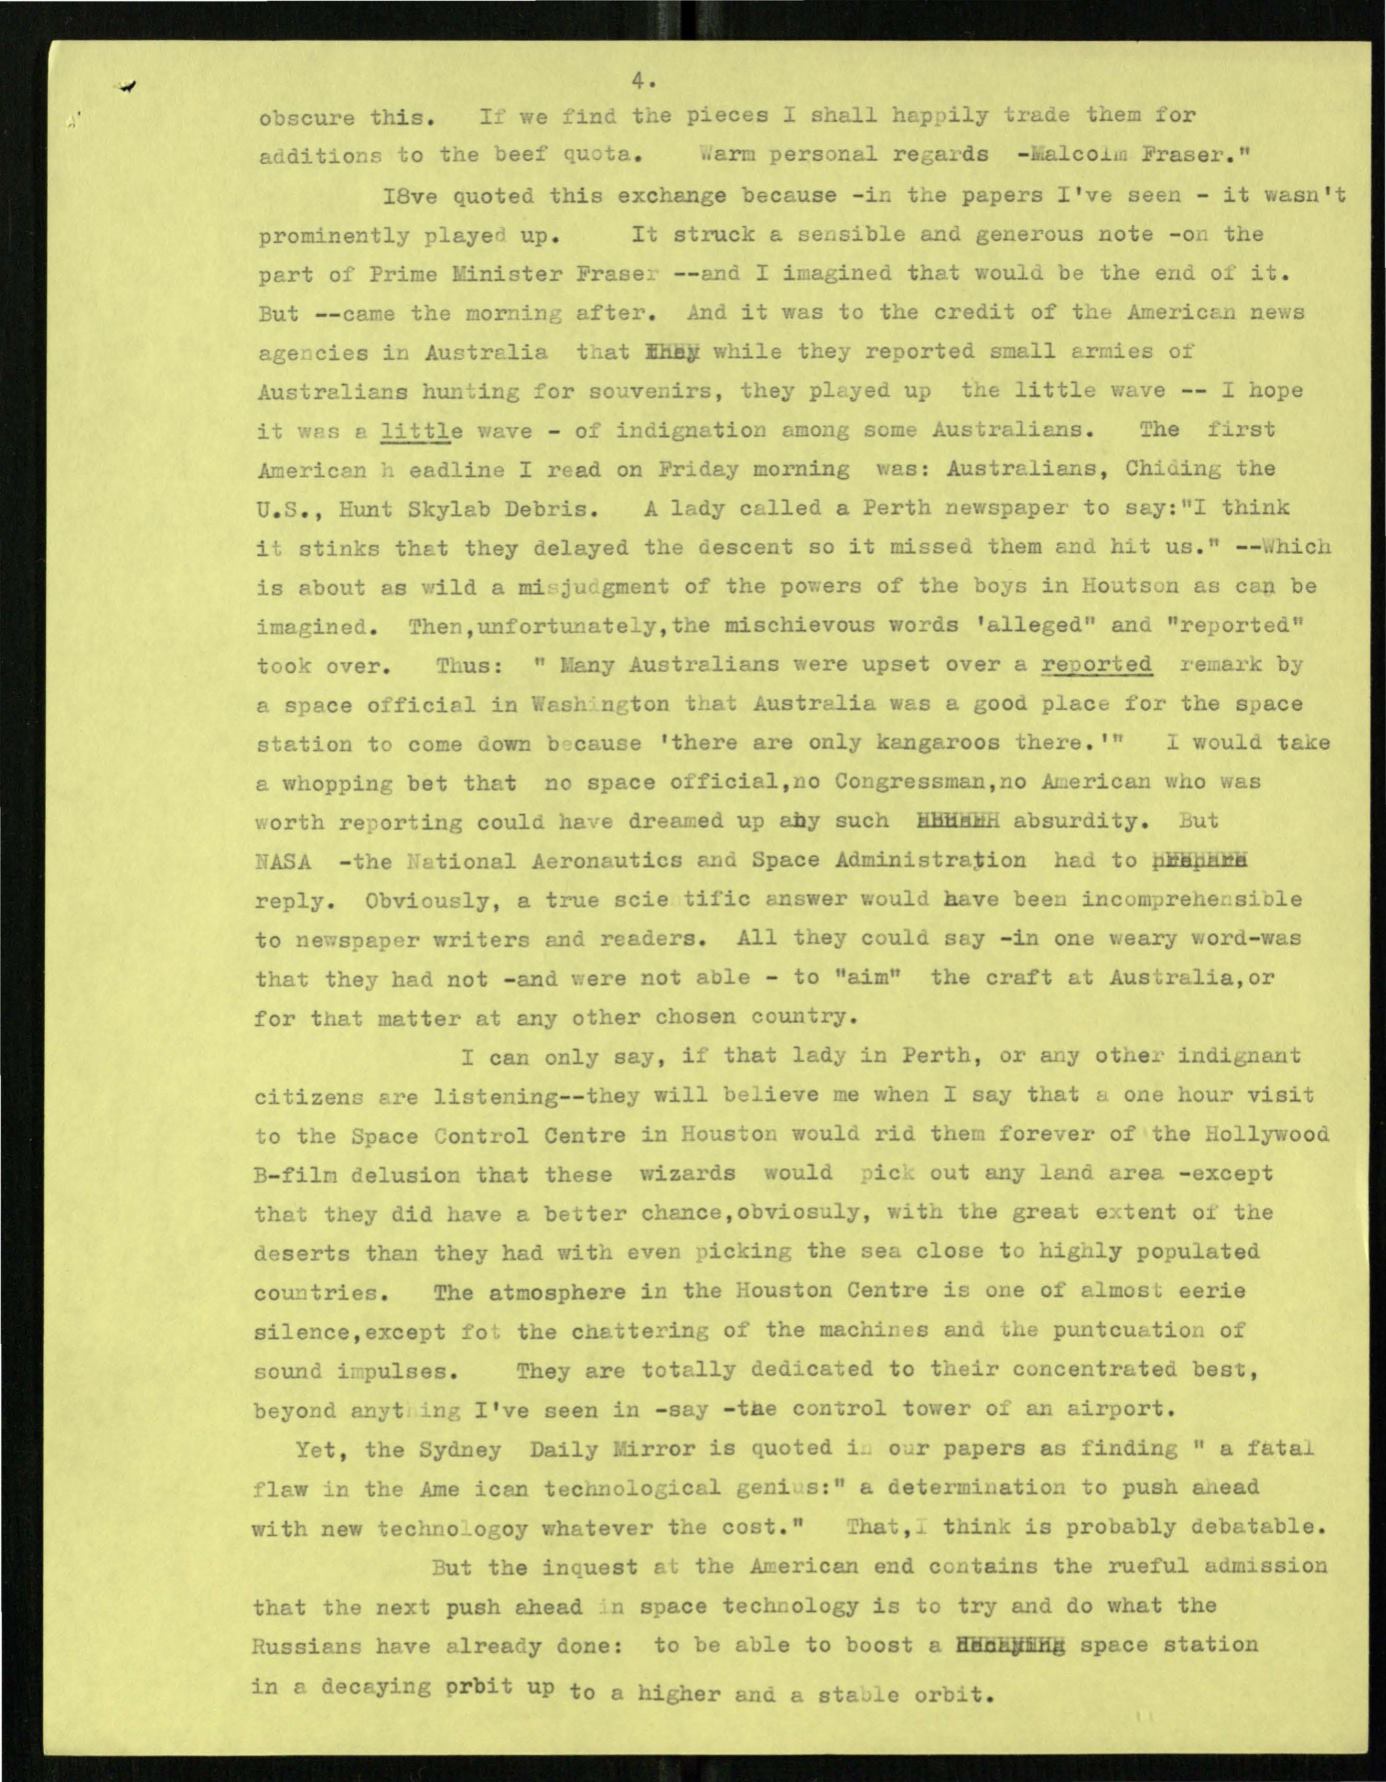 4.
obscure this. If we find the pieces I shall happily trade them for
additions to the beef quota. Warm personal regards -Malcolm Fraser."
I8ve quoted this exchange because -in the papers I've seen - it wasn't
prominently played up. It struck a sensible and generous note -on the
part of Prime Minister Fraser --and I imagined that would be the end of it.
But --came the morning after. And it was to the credit of the American news
agencies in Australia that they while they reported small armies of
Australians hunting for souvenirs, they played up the little wave -- I hope
it was a little wave - of indignation among some Australians. The first
American h eadline I read on Friday morning was: Australians, Chiding the
U.S., Hunt Skylab Debris. A lady called a Perth newspaper to say:"I think
it stinks that they delayed the descent so it missed them and hit us." --Which
is about as wild a misjudgment of the powers of the boys in Houtson as can be
imagined. Then,unfortunately,the mischievous words 'alleged" and "reported"
took over. Thus: " Many Australians were upset over a reported remark by
a space official in Washington that Australia was a good place for the space
station to come down because 'there are only kangaroos there.'" I would take
a whopping bet that no space official,no Congressman,no American who was
worth reporting could have dreamed up any such absurdity. But
NASA -the National Aeronautics and Space Administration had to prepare
reply. Obviously, a true scie tific answer would have been incomprehensible
to newspaper writers and readers. All they could say -in one weary word-was
that they had not -and were not able - to "aim" the craft at Australia,or
for that matter at any other chosen country.
I can only say, if that lady in Perth, or any other indignant
citizens are listening--they will believe me when I say that a one hour visit
to the Space Control Centre in Houston would rid them forever of the Hollywood
B-film delusion that these wizards would pick out any land area -except
that they did have a better chance,obviosuly, with the great extent of the
deserts than they had with even picking the sea close to highly populated
countries. The atmosphere in the Houston Centre is one of almost eerie
silence,except fot the chattering of the machines and the puntcuation of
sound impulses. They are totally dedicated to their concentrated best,
beyond anything I've seen in -say -the control tower of an airport.
Yet, the Sydney Daily Mirror is quoted in our papers as finding " a fatal
flaw in the Ame ican technological genius:" a determination to push ahead
with new technologoy whatever the cost." That,I think is probably debatable.
But the inquest at the American end contains the rueful admission
that the next push ahead in space technology is to try and do what the
Russians have already done: to be able to boost a decaying space station
in a decaying orbit up to a higher and a stable orbit.